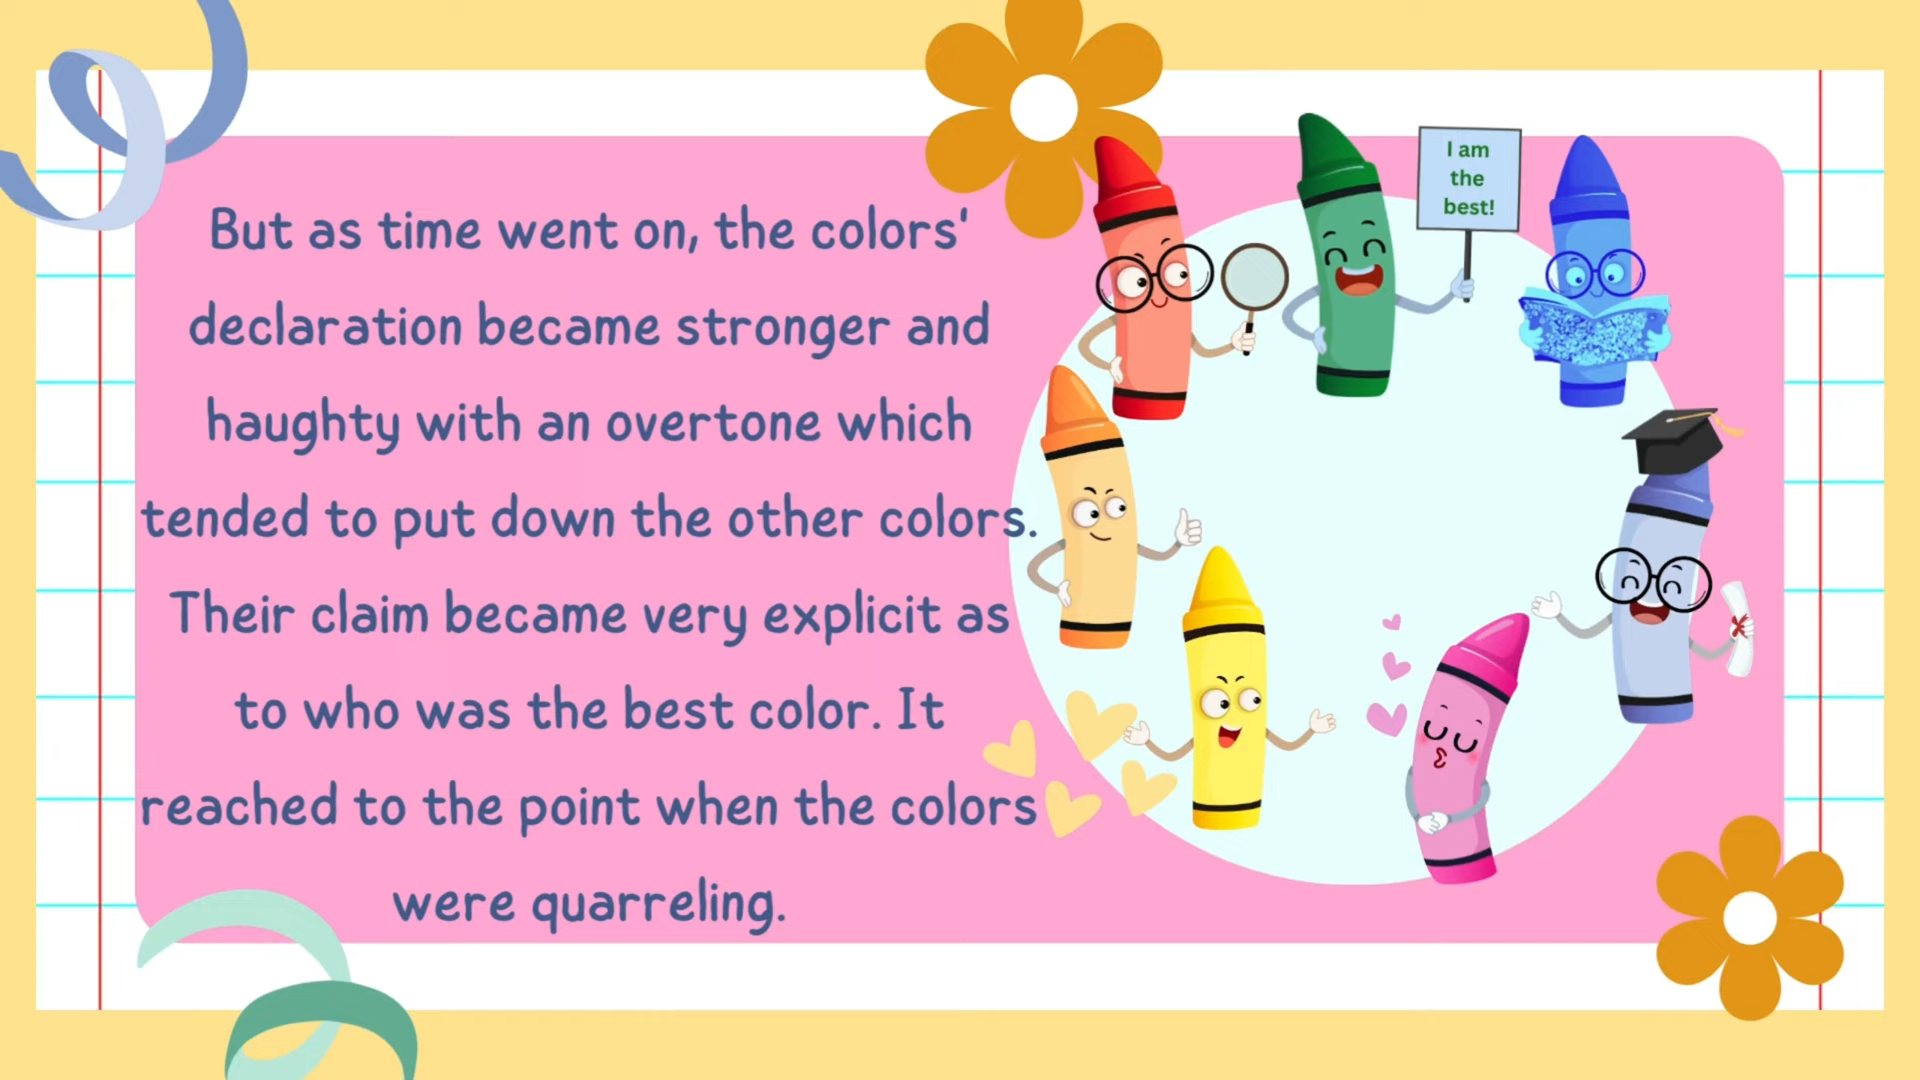 But as time went on, the colors'
declaration became stronger and
haughty with an overtone which
tended to put down the other colors.
Their claim became very explicit as
to who was the best color. It
reached to the point when the colors
were quarreling.
I am
the
best!